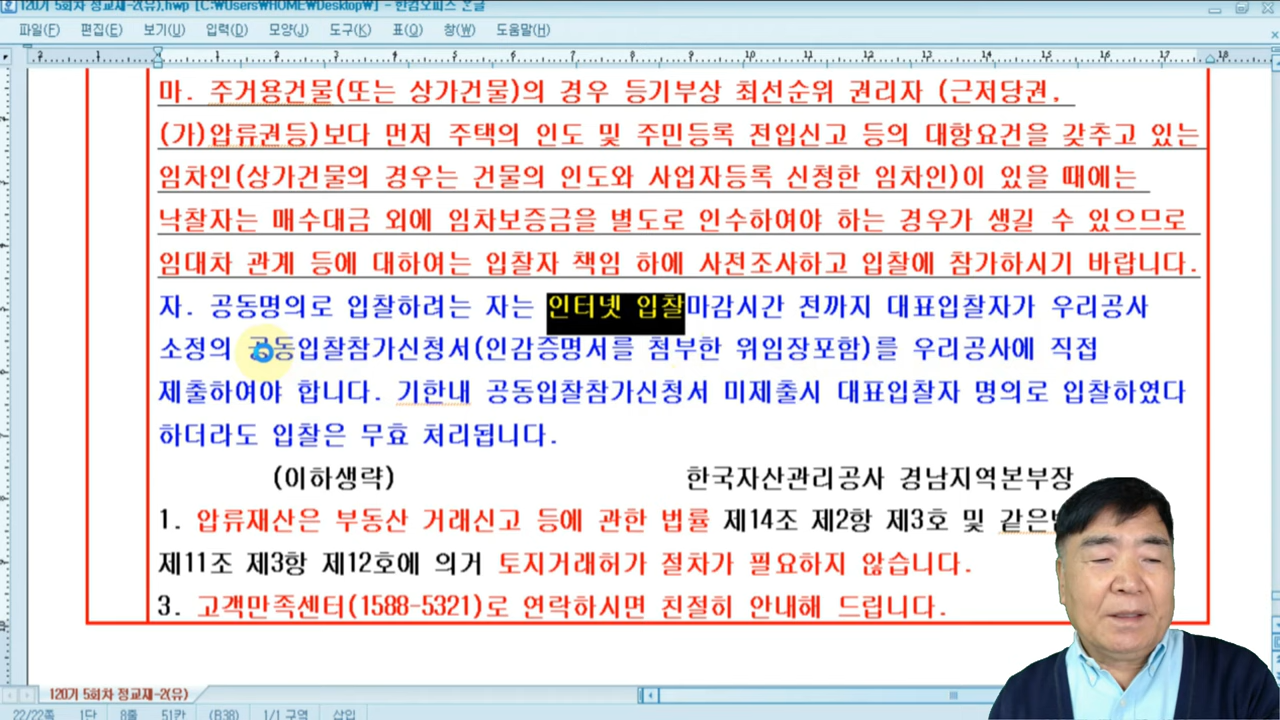 120기 5회차 정교재-2(유).hwp [C:\Users\HOME\Desktop\] - 한컴오피스 한글
파일(F) 편집(E) 보기(U) 입력(D) 모양(J) 도구(K) 표(Q) 창(W) 도움말(H)
2 1 1 2 3 4 5 6 7 8 9 10 11 12 13 14 15 16 17 18
마. 주거용건물(또는 상가건물)의 경우 등기부상 최선순위 권리자 (근저당권,
(가)압류권등)보다 먼저 주택의 인도 및 주민등록 전입신고 등의 대항요건을 갖추고 있는
임차인(상가건물의 경우는 건물의 인도와 사업자등록 신청한 임차인)이 있을 때에는
낙찰자는 매수대금 외에 임차보증금을 별도로 인수하여야 하는 경우가 생길 수 있으므로
임대차 관계 등에 대하여는 입찰자 책임 하에 사전조사하고 입찰에 참가하시기 바랍니다.
자. 공동명의로 입찰하려는 자는 인터넷 입찰마감시간 전까지 대표입찰자가 우리공사
소정의 공동입찰참가신청서(인감증명서를 첨부한 위임장포함)를 우리공사에 직접
제출하여야 합니다. 기한내 공동입찰참가신청서 미제출시 대표입찰자 명의로 입찰하였다
하더라도 입찰은 무효 처리됩니다.
(이하생략) 한국자산관리공사 경남지역본부장
1. 압류재산은 부동산 거래신고 등에 관한 법률 제14조 제2항 제3호 및
제11조 제3항 제12호에 의거 토지거래허가 절차가 필요하지 않습니다.
3. 고객만족센터(1588-5321)로 연락하시면 친절히 안내해 드립니다.
120기 5회차 정교재-2(유)
22/22쪽 1단 8줄 51칸 (B38) 1/1 구역 삽입